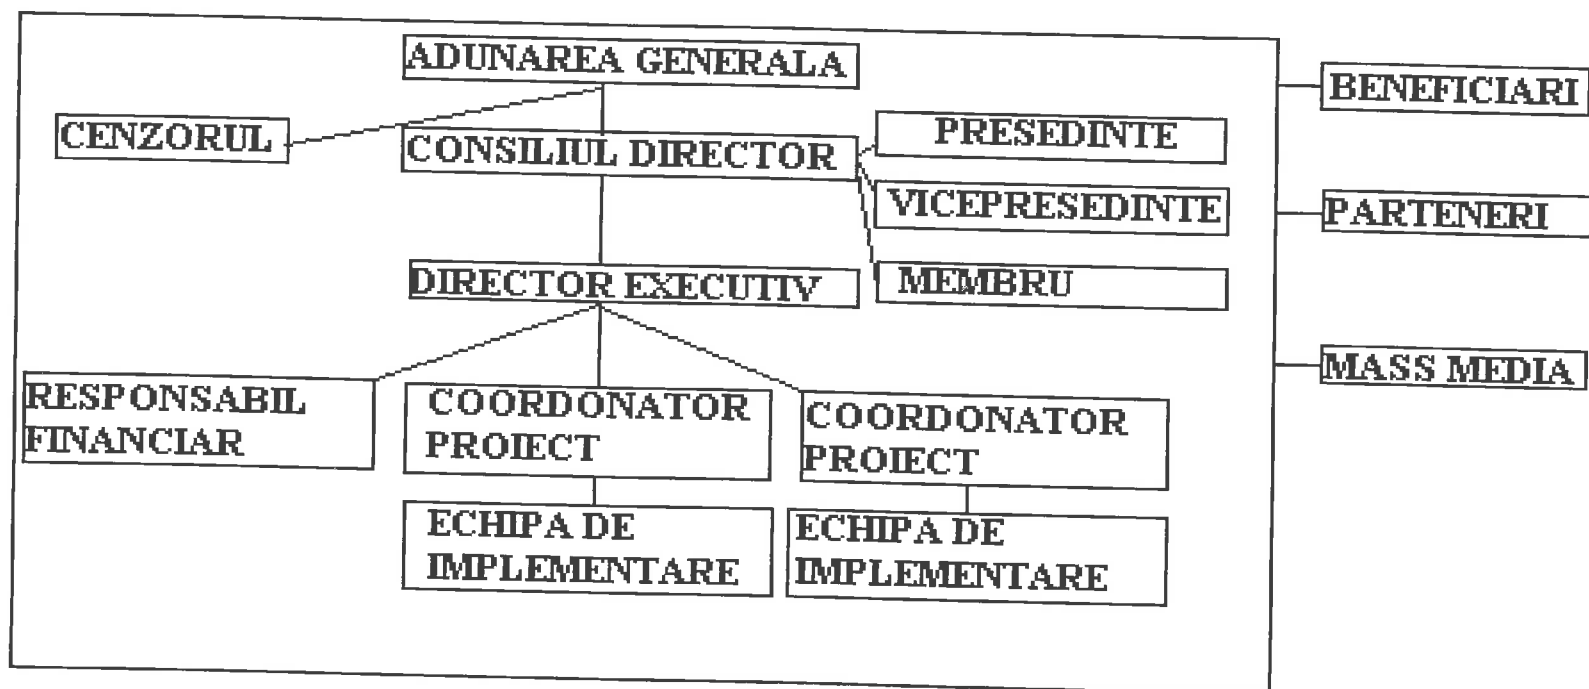 ADUNAREA GENERALA
BENEFICIARI
CENZORUL
CONSILIUL DIRECTOR
PRESEDINTE
VICEPRESEDINTE
PARTENERI
DIRECTOR EXECUTIV
MEMBRU
MASS MEDIA
RESPONSABIL
FINANCIAR
COORDONATOR
PROIECT
COORDONATOR
PROIECT
ECHIPA DE
IMPLEMENTARE
ECHIPA DE
IMPLEMENTARE